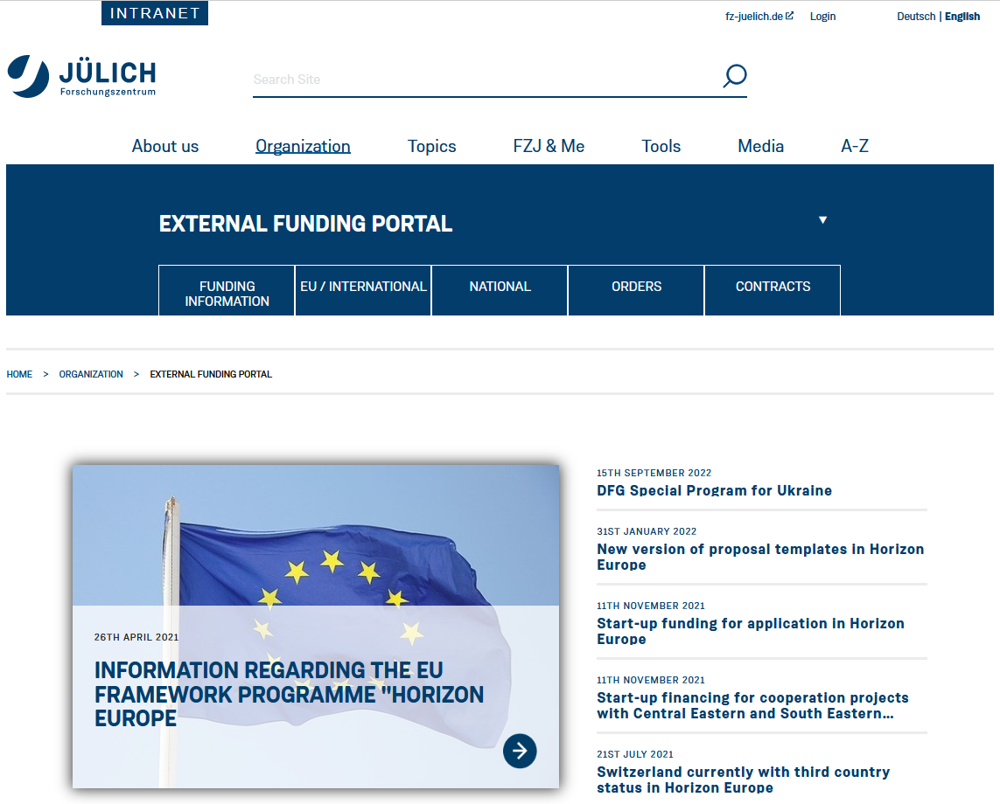 INTRANET
fz-juelich.de Login Deutsch | English
JÜLICH
Forschungszentrum
Search Site
About us Organization Topics FZJ & Me Tools Media A-Z
EXTERNAL FUNDING PORTAL ▼
FUNDING
INFORMATION
EU / INTERNATIONAL
NATIONAL
ORDERS
CONTRACTS
HOME > ORGANIZATION > EXTERNAL FUNDING PORTAL
26TH APRIL 2021
INFORMATION REGARDING THE EU
FRAMEWORK PROGRAMME "HORIZON
EUROPE
15TH SEPTEMBER 2022
DFG Special Program for Ukraine
31ST JANUARY 2022
New version of proposal templates in Horizon
Europe
11TH NOVEMBER 2021
Start-up funding for application in Horizon
Europe
11TH NOVEMBER 2021
Start-up financing for cooperation projects
with Central Eastern and South Eastern...
21ST JULY 2021
Switzerland currently with third country
status in Horizon Europe